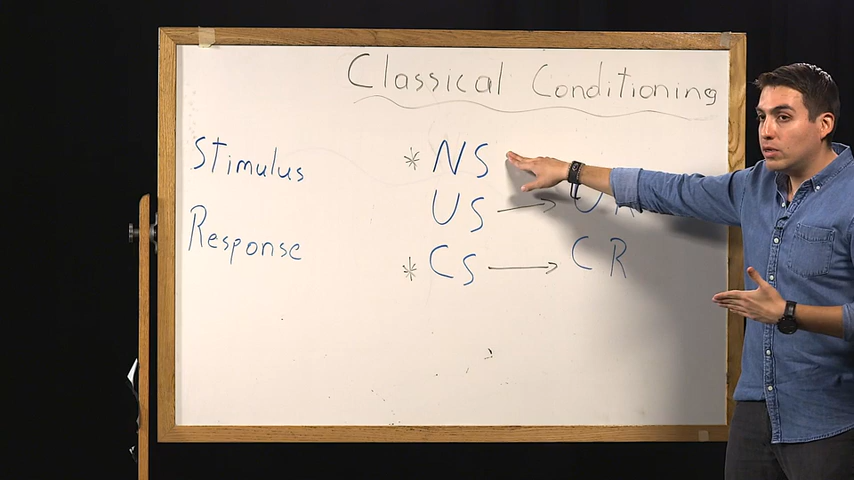 Classical Conditioning
Stimulus
Response
* NS
US →
* CS → CR